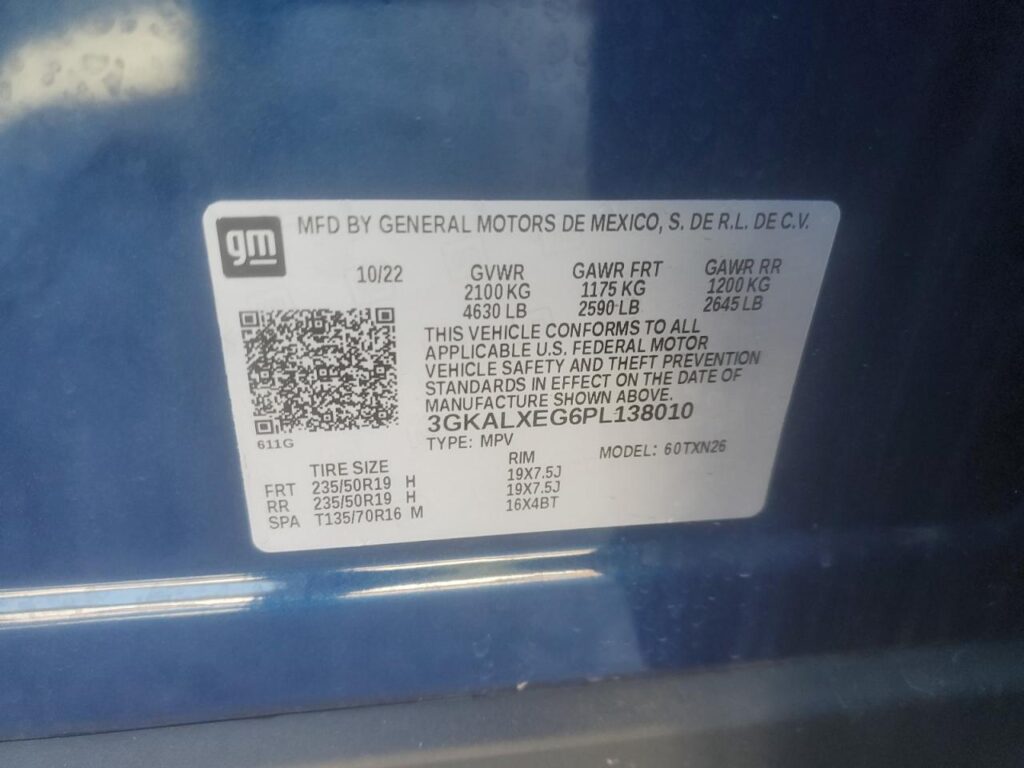 gm
MFD BY GENERAL MOTORS DE MEXICO, S. DE R.L. DE C.V.
10/22 GVWR GAWR FRT GAWR RR
2100 KG 1175 KG 1200 KG
4630 LB 2590 LB 2645 LB
THIS VEHICLE CONFORMS TO ALL
APPLICABLE U.S. FEDERAL MOTOR
VEHICLE SAFETY AND THEFT PREVENTION
STANDARDS IN EFFECT ON THE DATE OF
MANUFACTURE SHOWN ABOVE.
3GKALXEG6PL138010
611G
TYPE: MPV MODEL: 60TXN26
TIRE SIZE RIM
FRT 235/50R19 H 19X7.5J
RR 235/50R19 H 19X7.5J
SPA T135/70R16 M 16X4BT